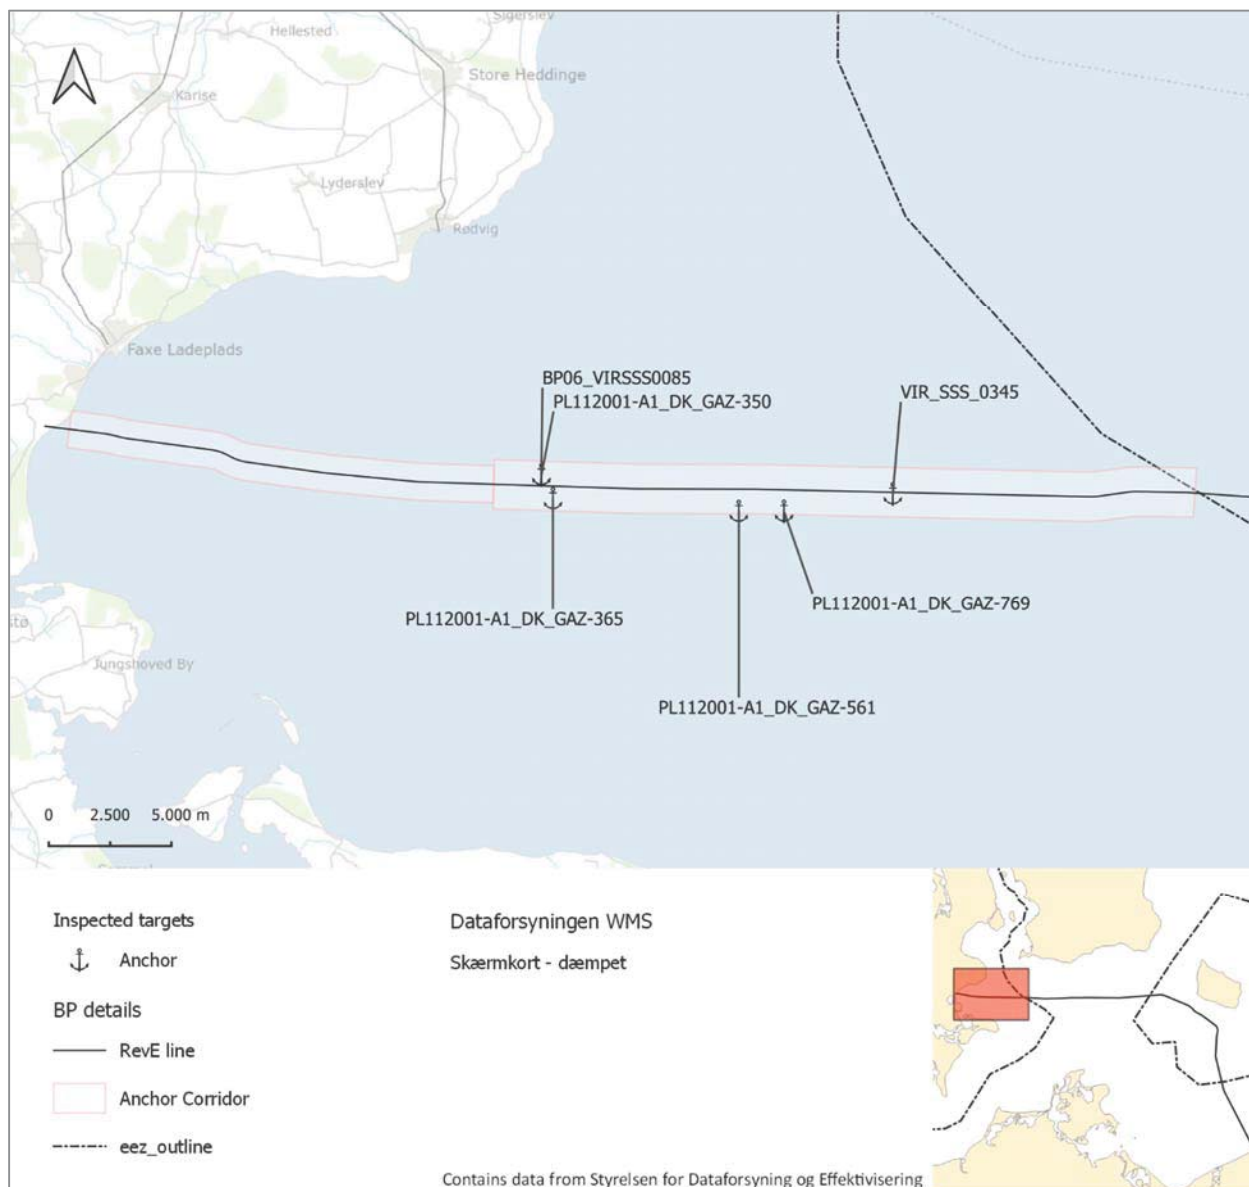 Sigerslev
Hellested
Store Heddinge
Karise
Lyderslev
Rødvig
Faxe Ladeplads
BP06_VIRSSS0085
PL112001-A1_DK_GAZ-350
VIR_SSS_0345
PL112001-A1_DK_GAZ-769
PL112001-A1_DK_GAZ-365
stø
Jungshoved By
PL112001-A1_DK_GAZ-561
0 2.500 5.000 m
Inspected targets
Anchor
BP details
RevE line
Anchor Corridor
eez_outline
Dataforsyningen WMS
Skærmkort - dæmpet
Contains data from Styrelsen for Dataforsyning og Effektivisering